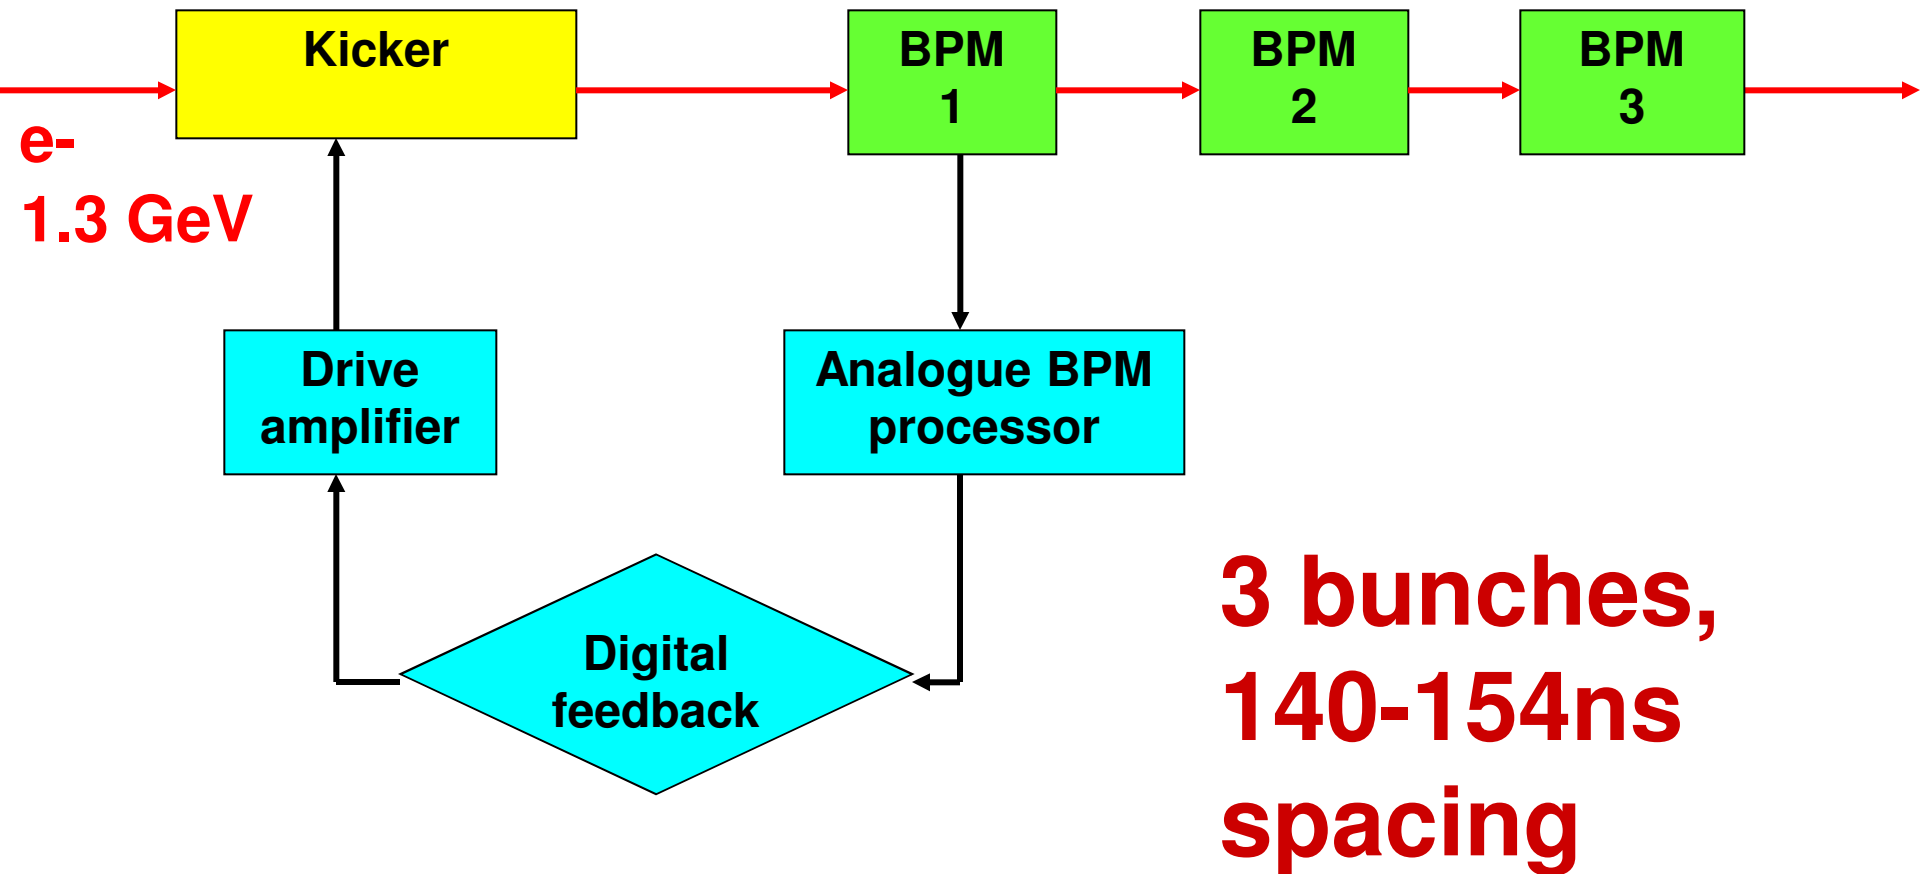 Kicker
BPM
1
BPM
2
BPM
3
e-
1.3 GeV
Drive
amplifier
Analogue BPM
processor
Digital
feedback
3 bunches,
140-154ns
spacing